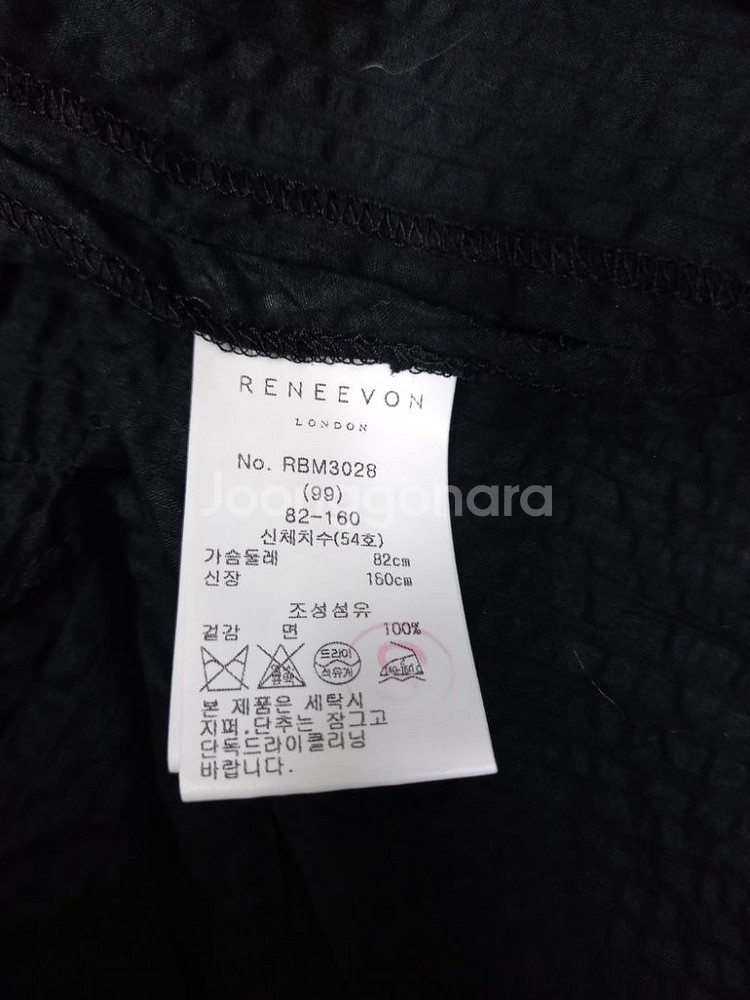 RENEEVON
LONDON
No. RBM3028
(99)
82-160
신체치수(54호)
가슴둘레 82cm
신장 160cm
조성섬유
겉감 면 100%
드라이
석유계
본 제품은 세탁시
지퍼.단추는 잠그고
단독드라이클리닝
바랍니다.
Joonggonara